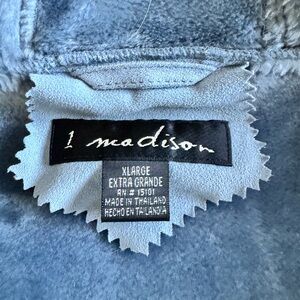 1 madison
XLARGE
EXTRA GRANDE
RN # 15101
MADE IN THAILAND
HECHO EN TAILANDIA